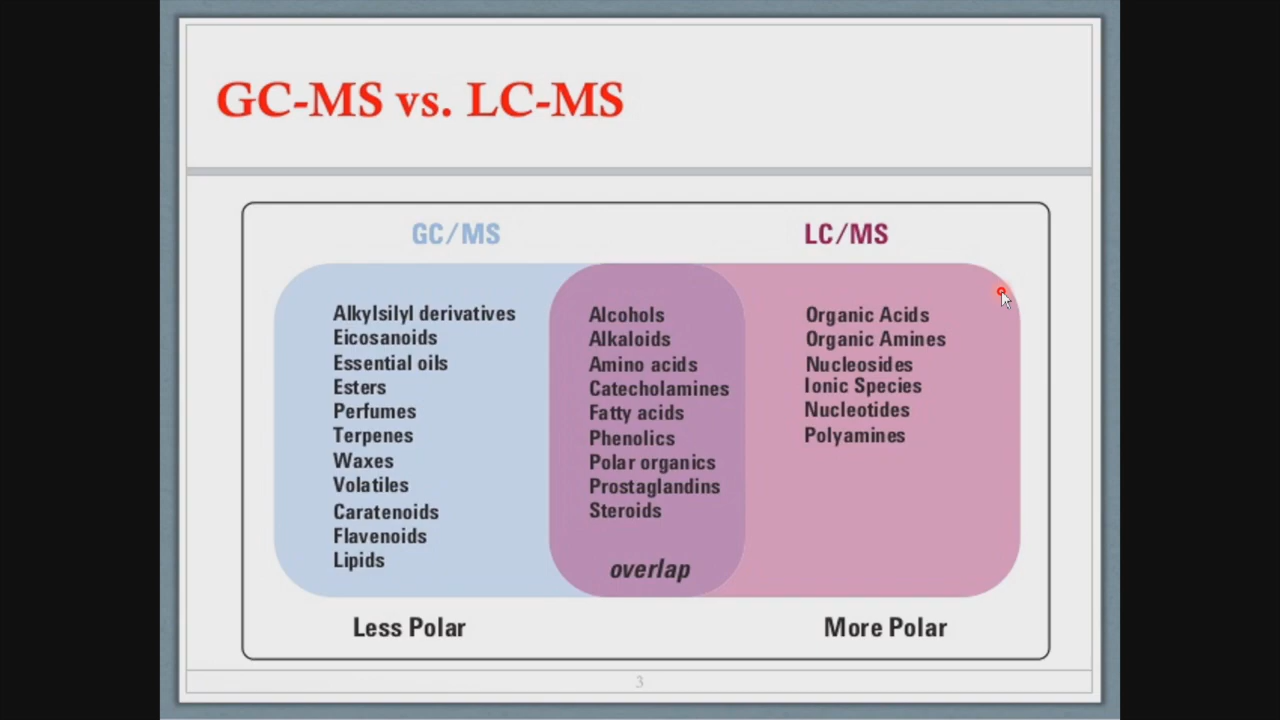 GC-MS vs. LC-MS
GC/MS
LC/MS
Alkylsilyl derivatives
Eicosanoids
Essential oils
Esters
Perfumes
Terpenes
Waxes
Volatiles
Caratenoids
Flavenoids
Lipids
Alcohols
Alkaloids
Amino acids
Catecholamines
Fatty acids
Phenolics
Polar organics
Prostaglandins
Steroids
overlap
Organic Acids
Organic Amines
Nucleosides
Ionic Species
Nucleotides
Polyamines
Less Polar
More Polar
3